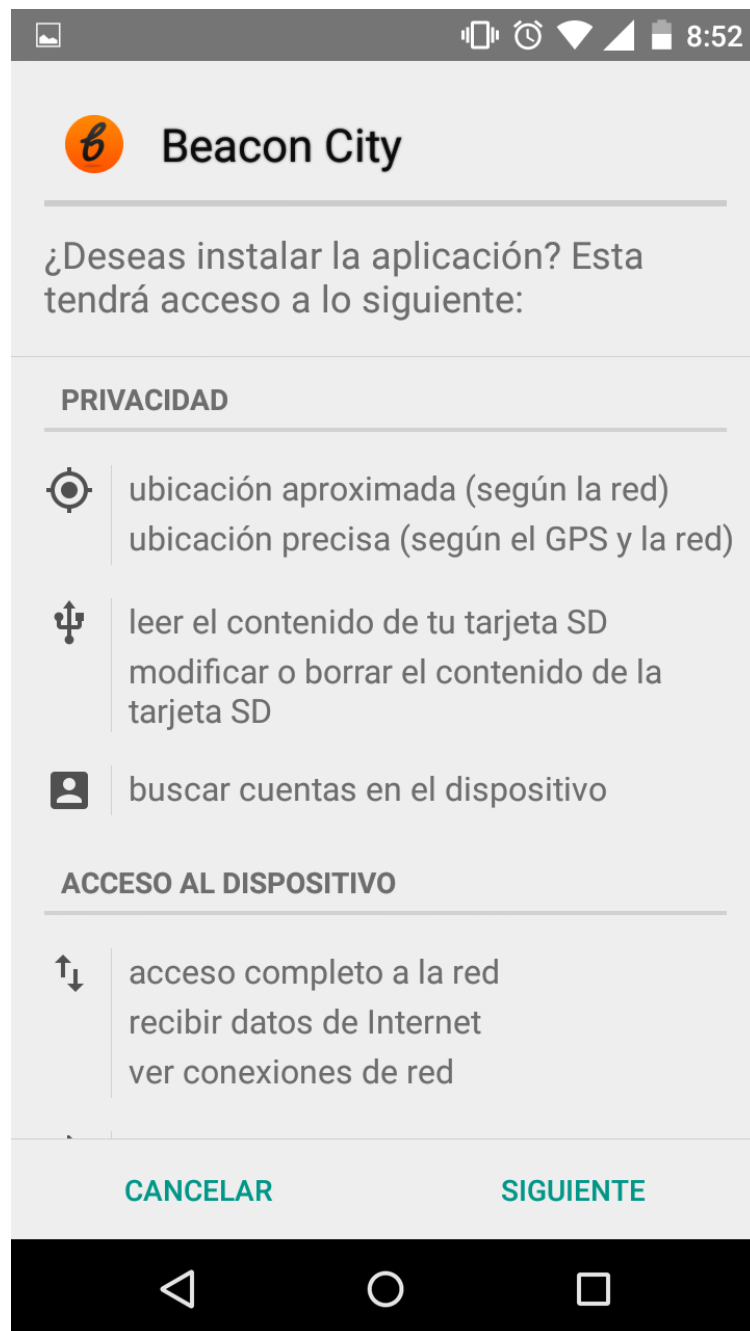 8:52
Beacon City
¿Deseas instalar la aplicación? Esta
tendrá acceso a lo siguiente:
PRIVACIDAD
ubicación aproximada (según la red)
ubicación precisa (según el GPS y la red)
leer el contenido de tu tarjeta SD
modificar o borrar el contenido de la
tarjeta SD
buscar cuentas en el dispositivo
ACCESO AL DISPOSITIVO
acceso completo a la red
recibir datos de Internet
ver conexiones de red
CANCELAR SIGUIENTE